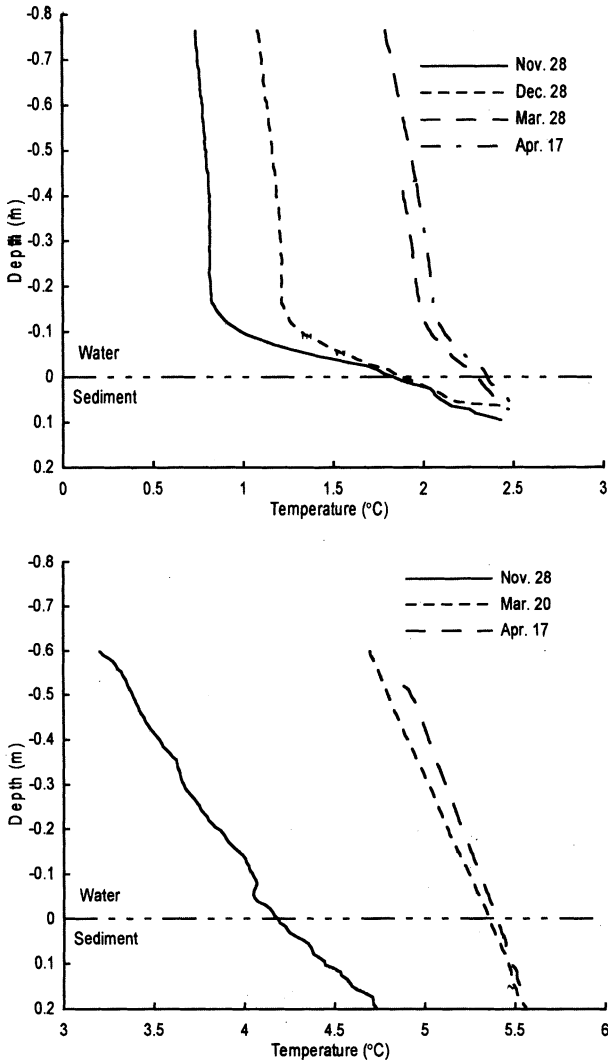 -0.8
-0.7
-0.6
-0.5
-0.4
-0.3
-0.2
-0.1
0
0.1
0.2
Depth (m)
Nov. 28
Dec. 28
Mar. 28
Apr. 17
Water
Sediment
0 0.5 1 1.5 2 2.5 3
Temperature (°C)
-0.8
-0.7
-0.6
-0.5
-0.4
-0.3
-0.2
-0.1
0
0.1
0.2
Depth (m)
Nov. 28
Mar. 20
Apr. 17
Water
Sediment
3 3.5 4 4.5 5 5.5 6
Temperature (°C)